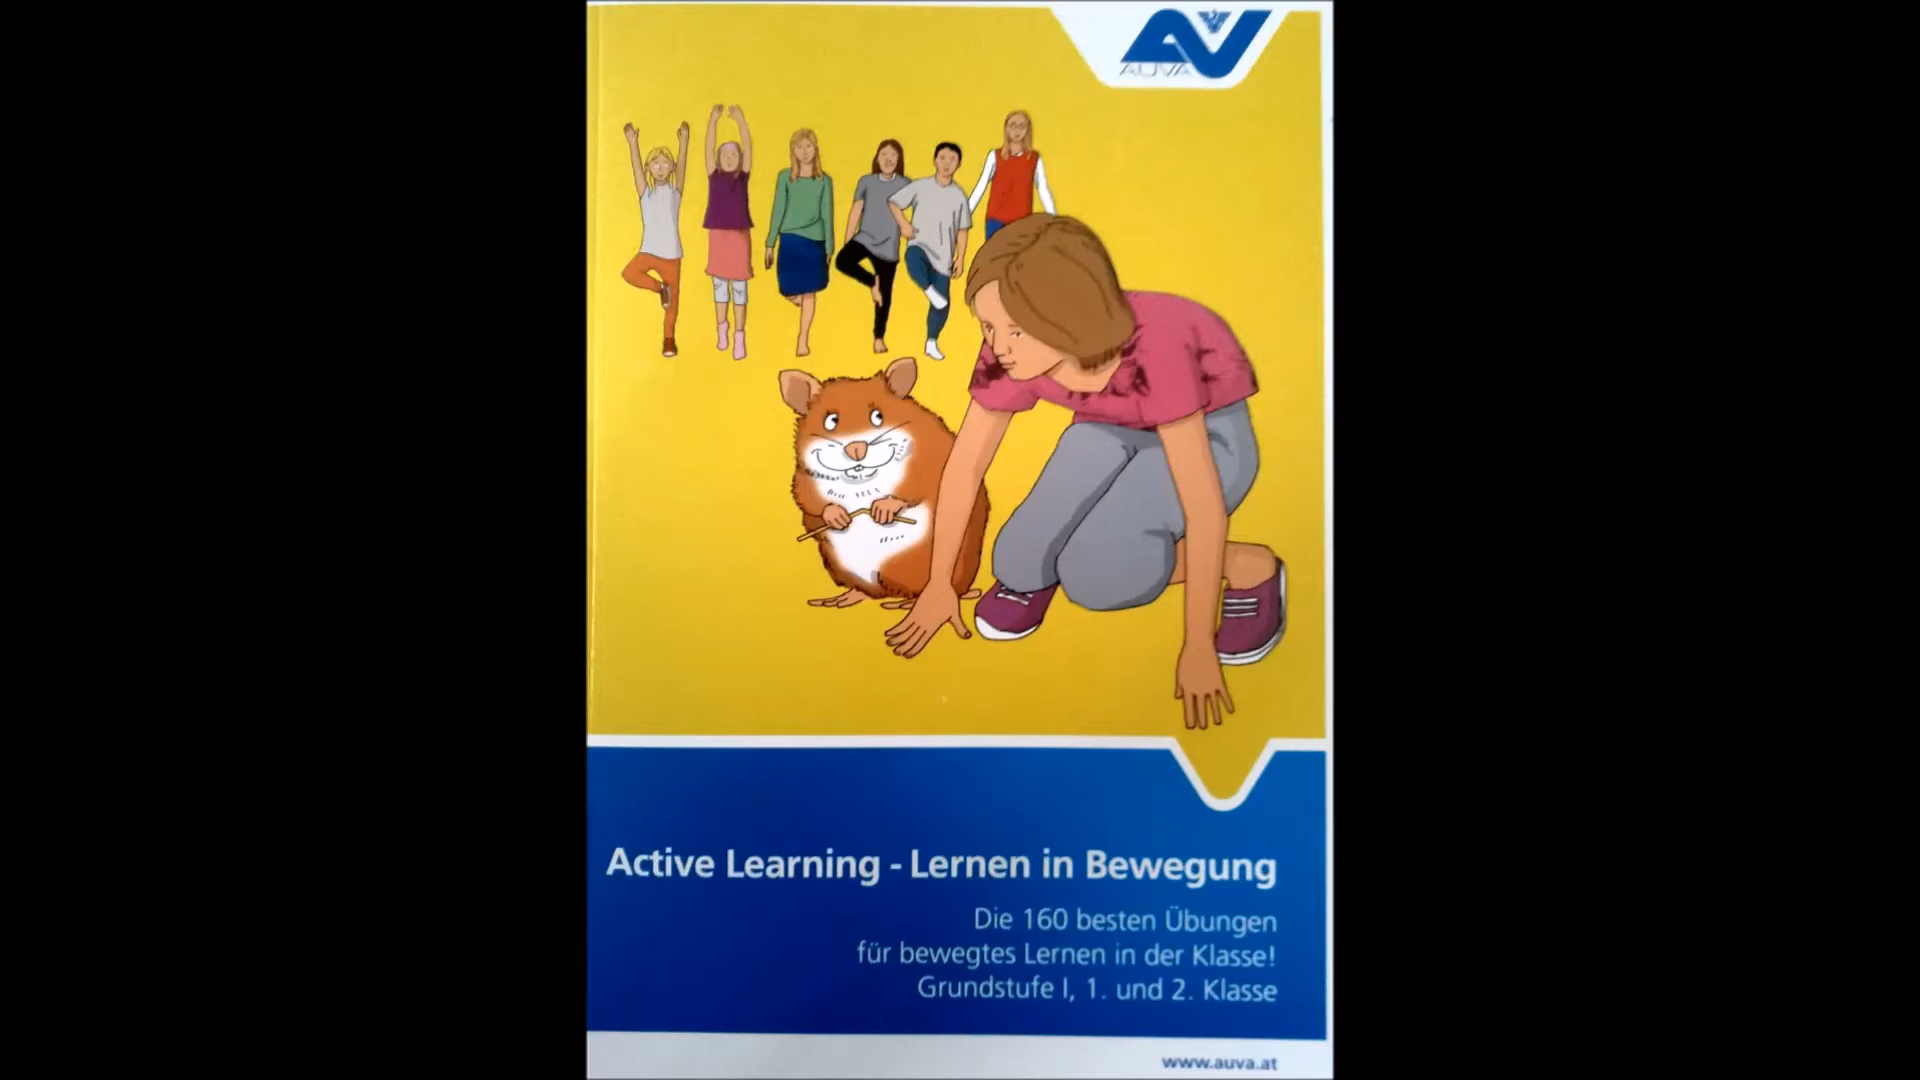 AUVA
Active Learning - Lernen in Bewegung
Die 160 besten Übungen
für bewegtes Lernen in der Klasse!
Grundstufe I, 1. und 2. Klasse
www.auva.at